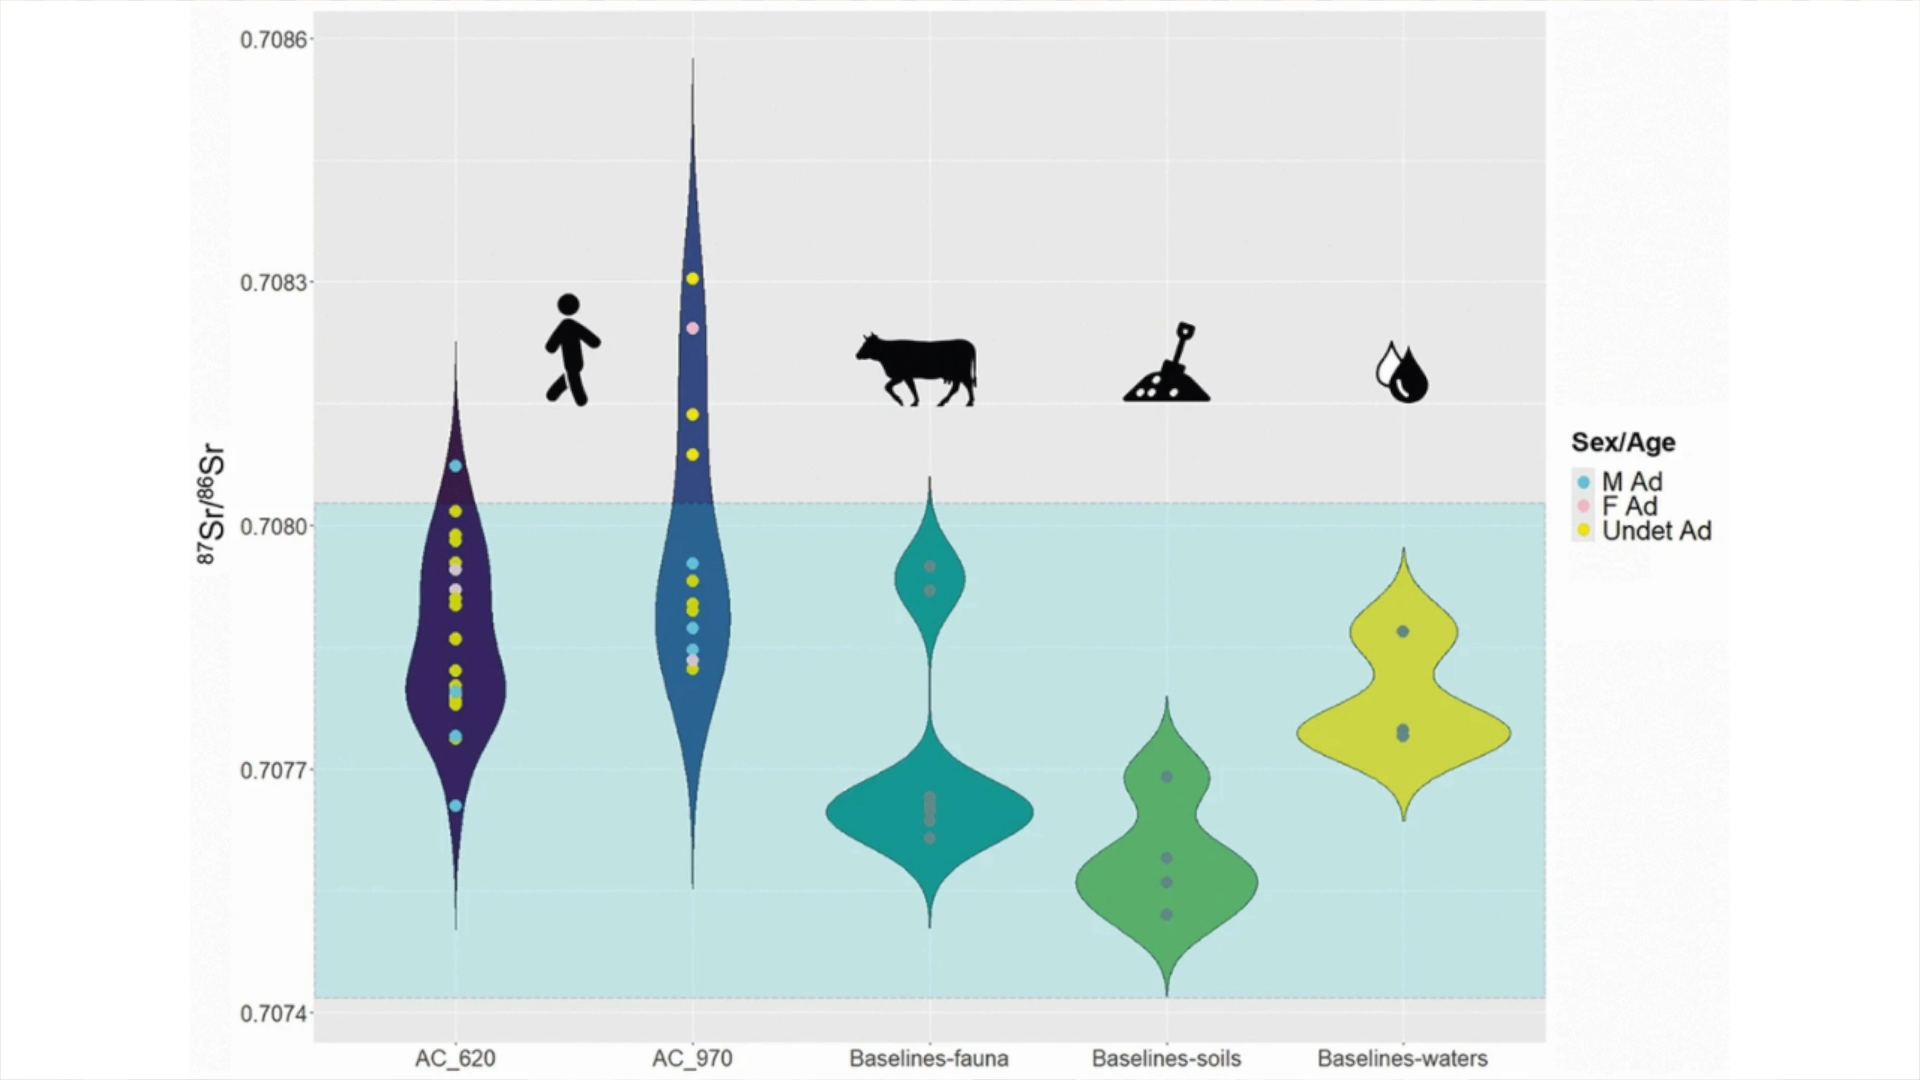 0.7086
0.7083
0.7080
0.7077
0.7074
87Sr/86Sr
AC_620
AC_970
Baselines-fauna
Baselines-soils
Baselines-waters
Sex/Age
M Ad
F Ad
Undet Ad